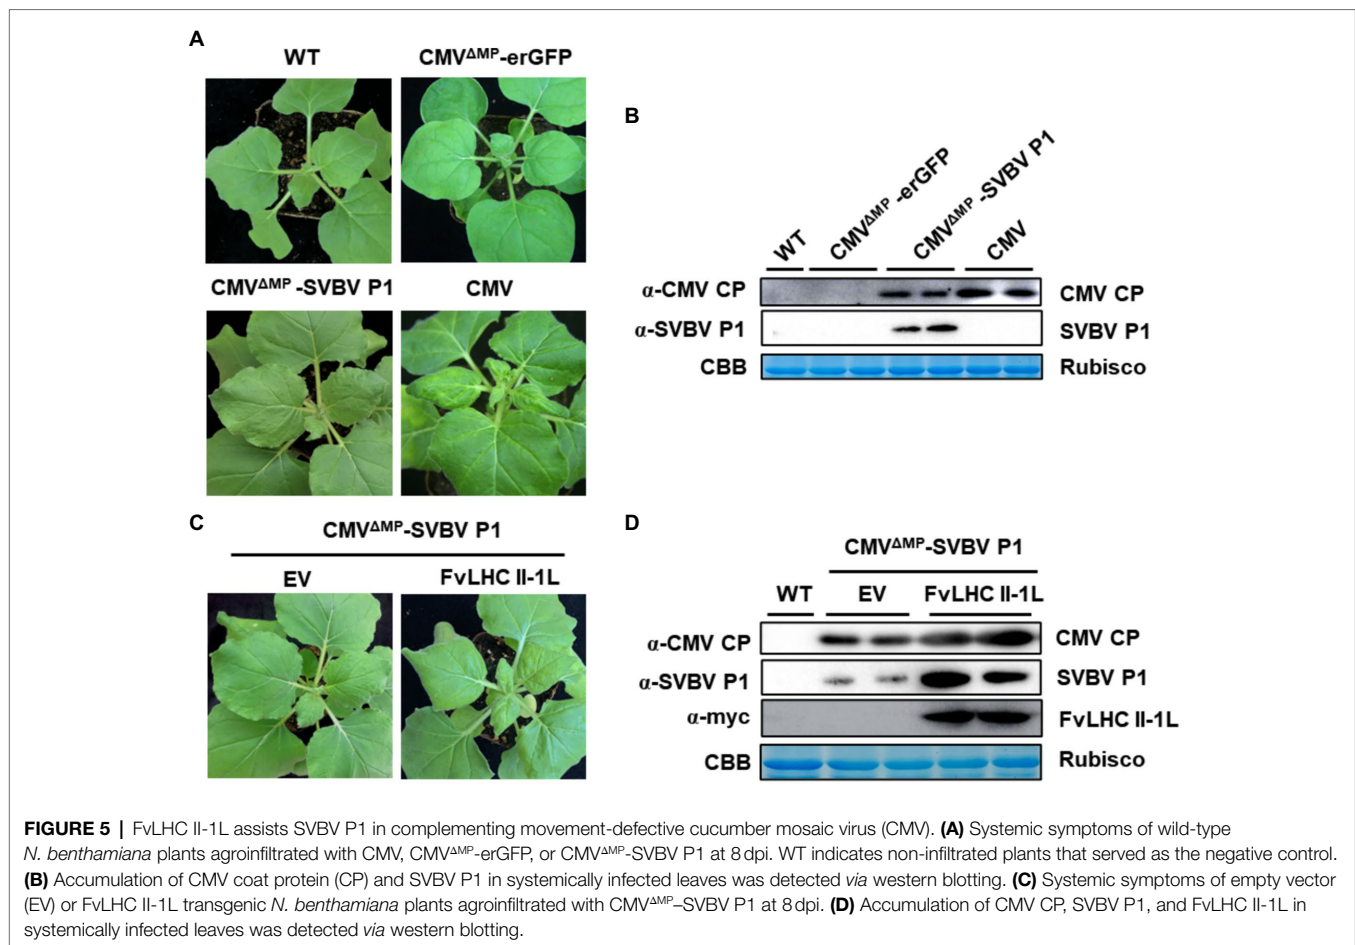 A
WT
CMVΔMP-erGFP
CMVΔMP -SVBV P1
CMV
B
WT
CMVΔMP -erGFP
CMVΔMP -SVBV P1
CMV
α-CMV CP
CMV CP
α-SVBV P1
SVBV P1
CBB
Rubisco
C
CMVΔMP-SVBV P1
EV
FvLHC II-1L
D
CMVΔMP-SVBV P1
WT
EV
FvLHC II-1L
α-CMV CP
CMV CP
α-SVBV P1
SVBV P1
α-myc
FvLHC II-1L
CBB
Rubisco
FIGURE 5 | FvLHC II-1L assists SVBV P1 in complementing movement-defective cucumber mosaic virus (CMV). (A) Systemic symptoms of wild-type
N. benthamiana plants agroinfiltrated with CMV, CMVΔMP-erGFP, or CMVΔMP-SVBV P1 at 8 dpi. WT indicates non-infiltrated plants that served as the negative control.
(B) Accumulation of CMV coat protein (CP) and SVBV P1 in systemically infected leaves was detected via western blotting. (C) Systemic symptoms of empty vector
(EV) or FvLHC II-1L transgenic N. benthamiana plants agroinfiltrated with CMVΔMP–SVBV P1 at 8 dpi. (D) Accumulation of CMV CP, SVBV P1, and FvLHC II-1L in
systemically infected leaves was detected via western blotting.